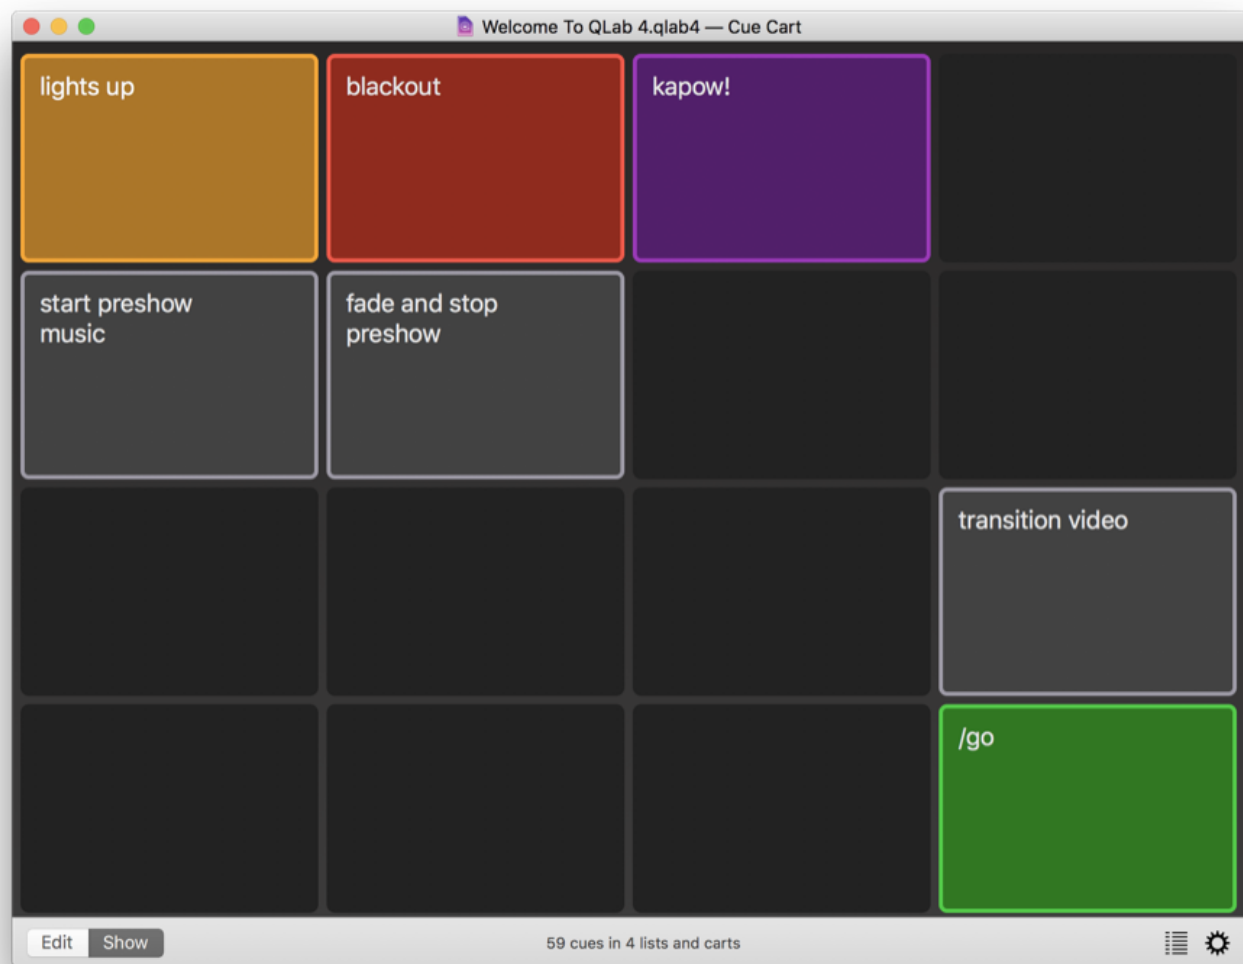 Welcome To QLab 4.qlab4 — Cue Cart
lights up
blackout
kapow!
start preshow
music
fade and stop
preshow
transition video
/go
Edit
Show
59 cues in 4 lists and carts